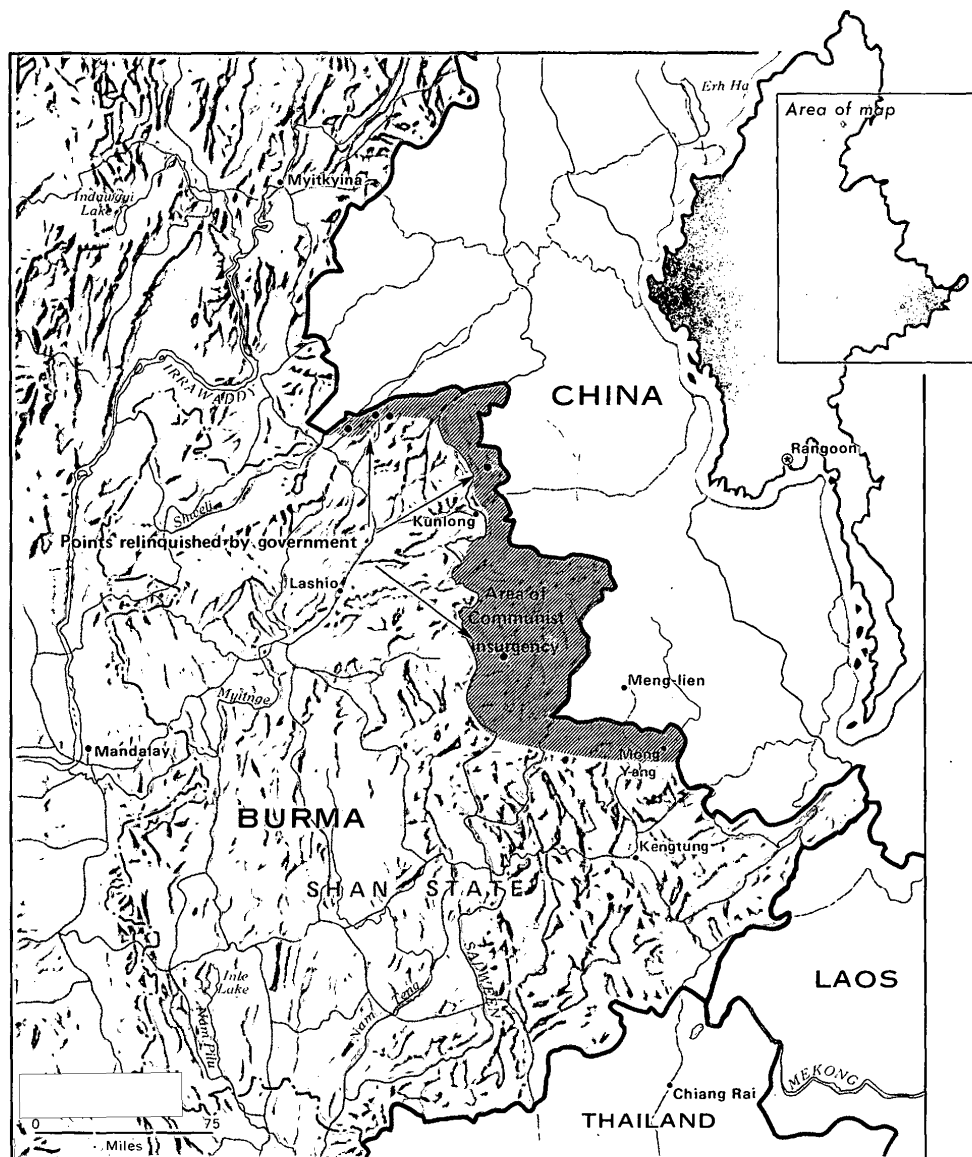 Erh Ha
Area of map
Myitkyina
Indawgyi
Lake
IRRAWADDY
CHINA
Rangoon
Shweli
Kunlong
Points relinquished by government
Lashio
Area of
Communist
Insurgency
Meng-lien
Myitnge
Mandalay
Mong
Yang
BURMA
Kengtung
SHAN STATE
SALWEEN
LAOS
Inle
Lake
Nam Teng
Nam Pilu
MEKONG
Chiang Rai
THAILAND
0 75
Miles